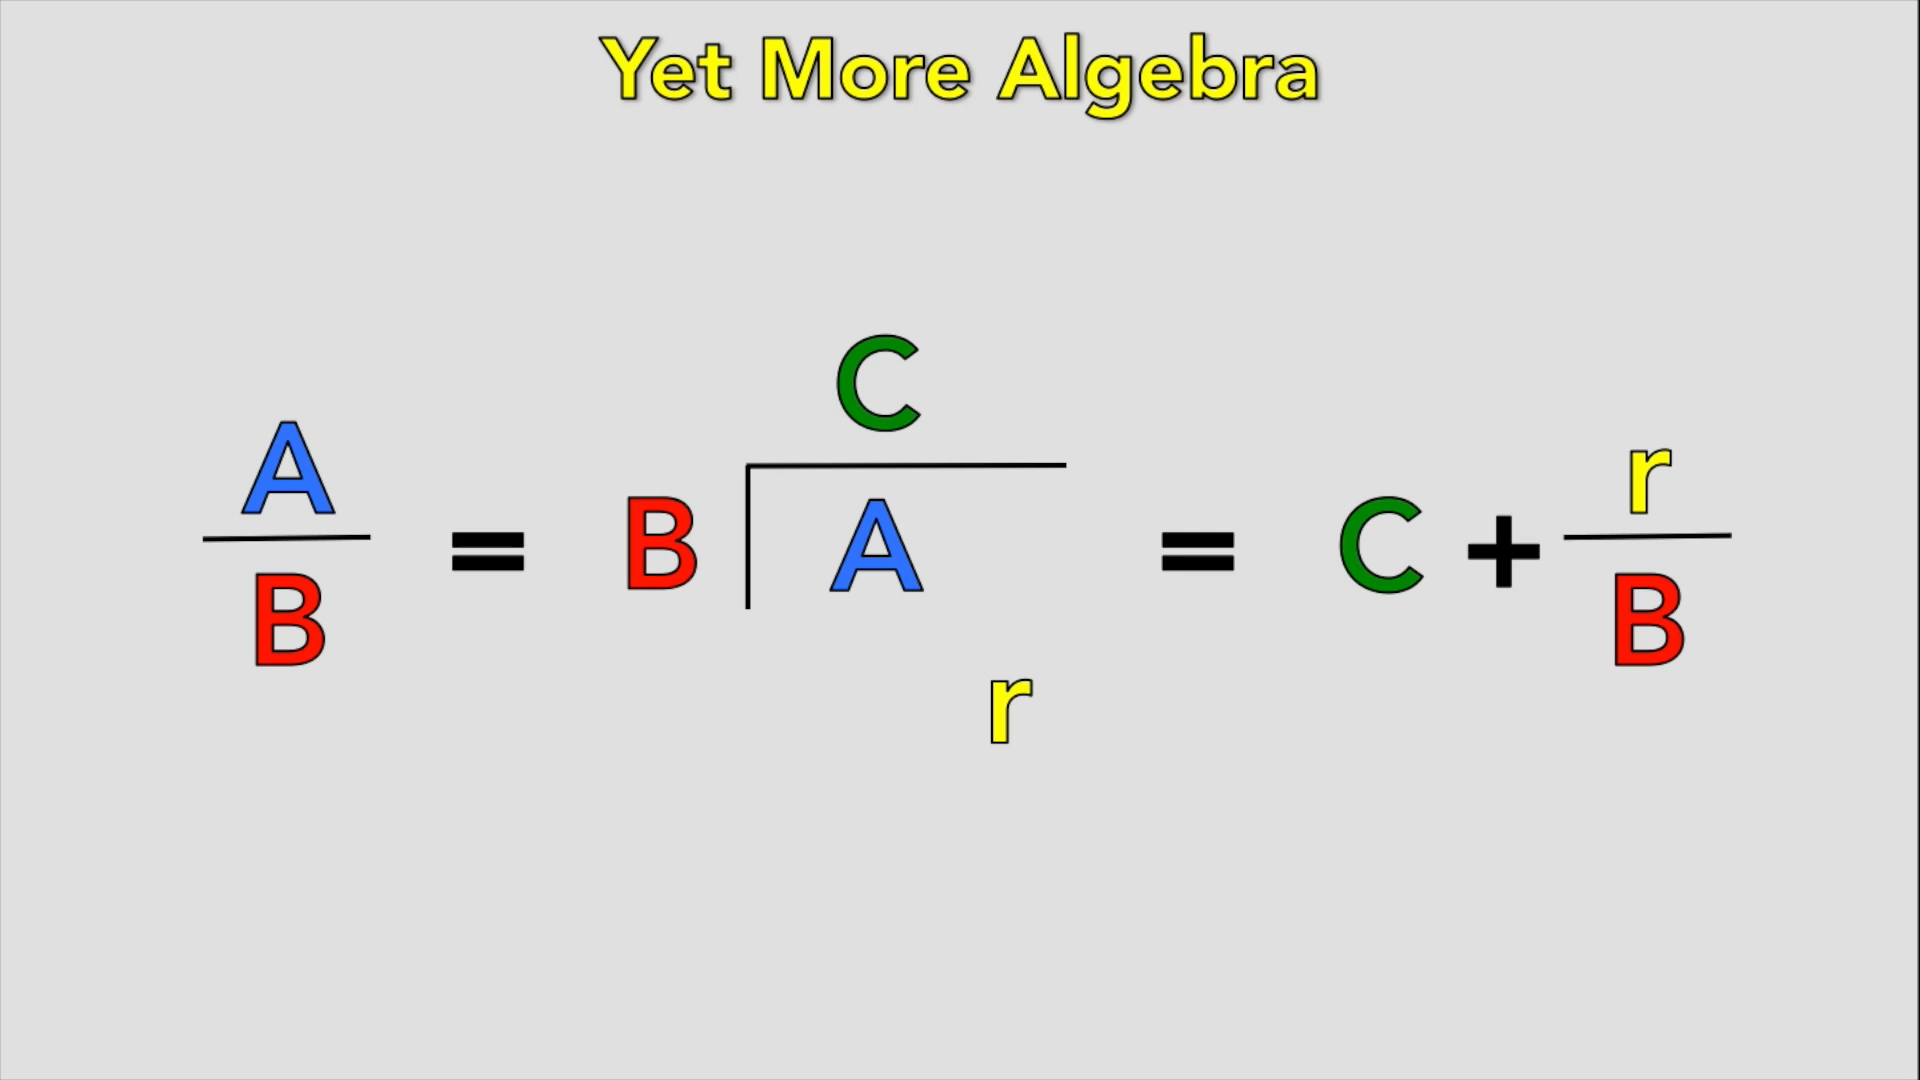 Yet More Algebra
C
A = B A = C + r
B B
r